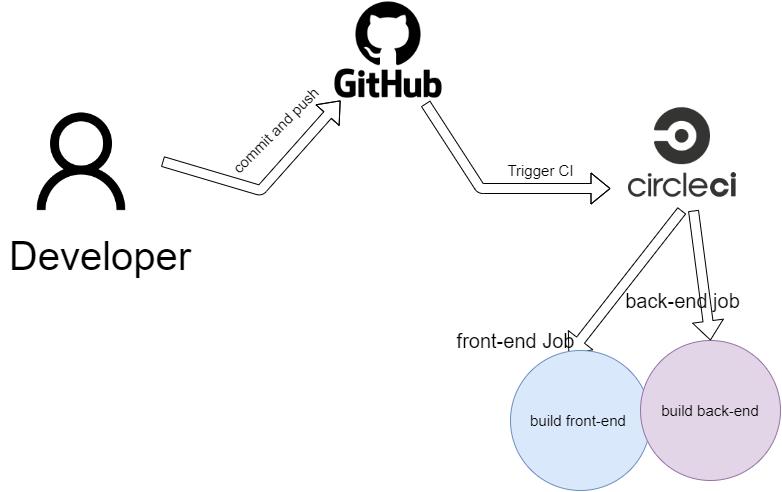 GitHub
commit and push
Trigger CI
circleci
Developer
back-end job
front-end Job
build front-end
build back-end